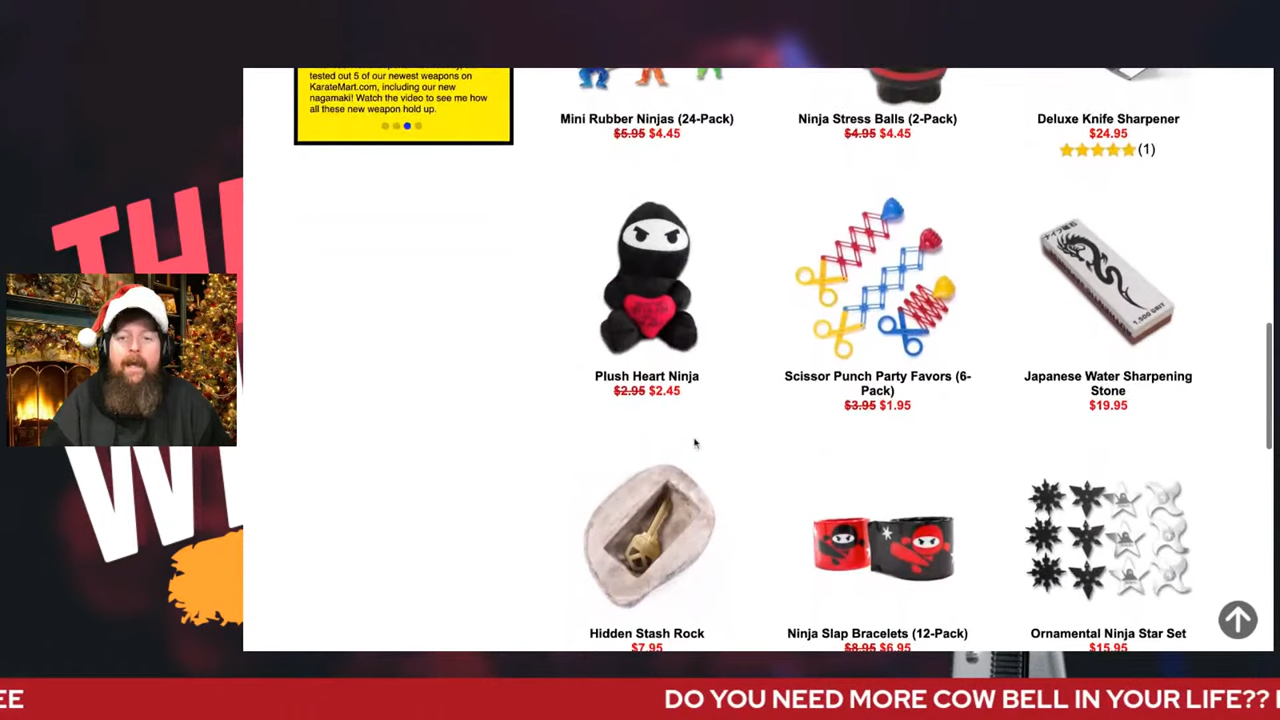 tested out 5 of our newest weapons on
KarateMart.com, including our new
nagamaki! Watch the video to see me how
all these new weapon hold up.
Mini Rubber Ninjas (24-Pack)
$5.95 $4.45
Ninja Stress Balls (2-Pack)
$4.95 $4.45
Deluxe Knife Sharpener
$24.95
(1)
TH
W
1,500 GRIT
Plush Heart Ninja
$2.95 $2.45
Scissor Punch Party Favors (6-
Pack)
$3.95 $1.95
Japanese Water Sharpening
Stone
$19.95
Hidden Stash Rock
$7.95
Ninja Slap Bracelets (12-Pack)
$8.95 $6.95
Ornamental Ninja Star Set
$15.95
EE
DO YOU NEED MORE COW BELL IN YOUR LIFE??